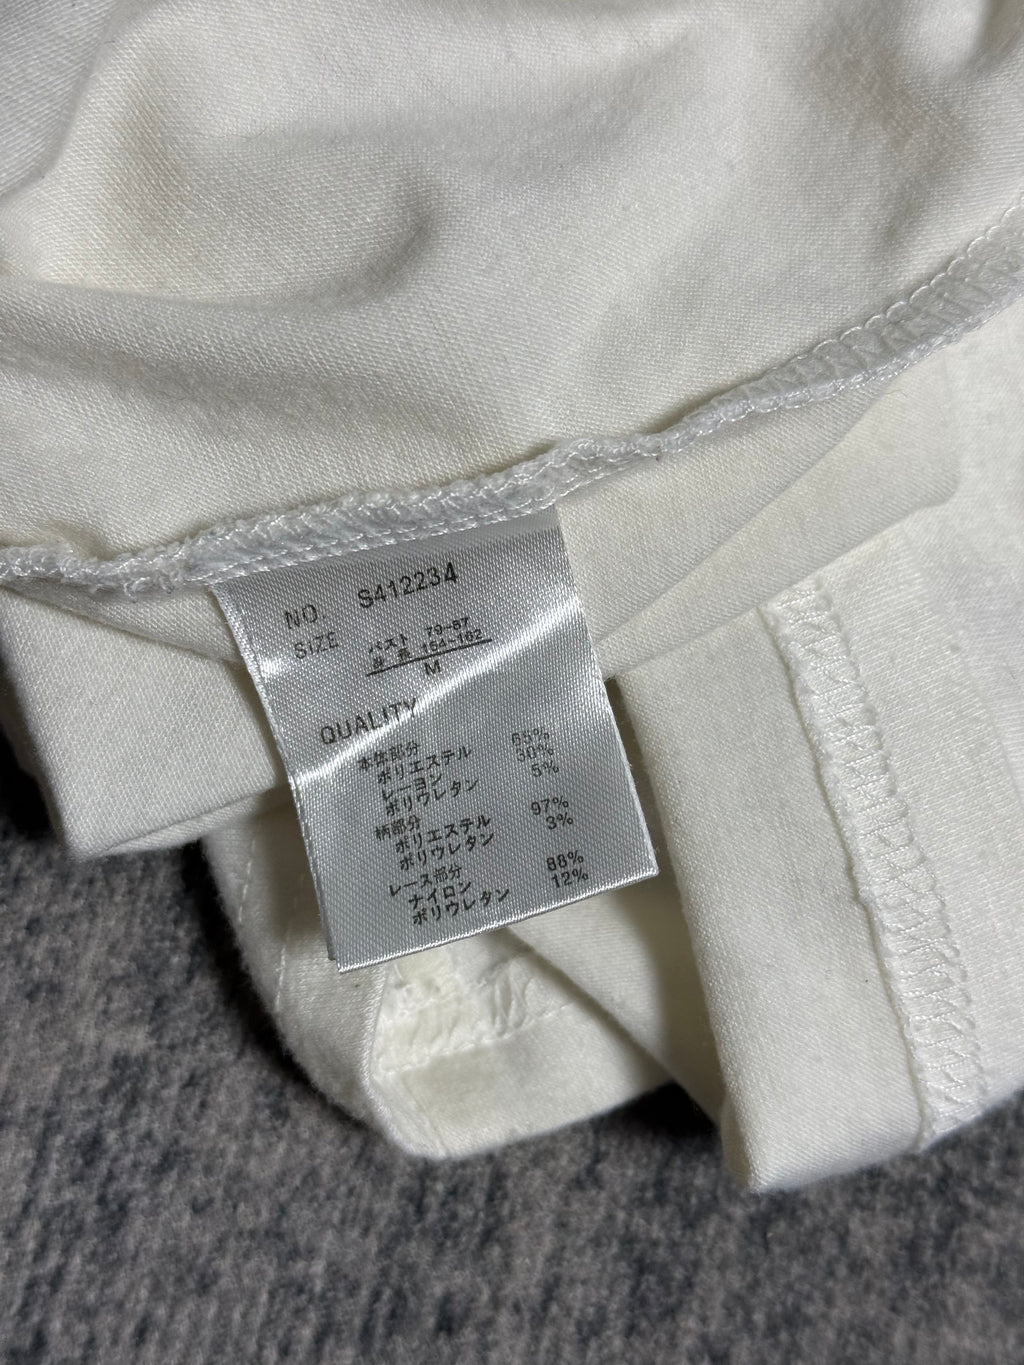 NO. S412234
SIZE バスト 79-87
身長 154-162
M
QUALITY
本体部分
ポリエステル 65%
レーヨン 30%
ポリウレタン 5%
柄部分
ポリエステル 97%
ポリウレタン 3%
レース部分
ナイロン 88%
ポリウレタン 12%